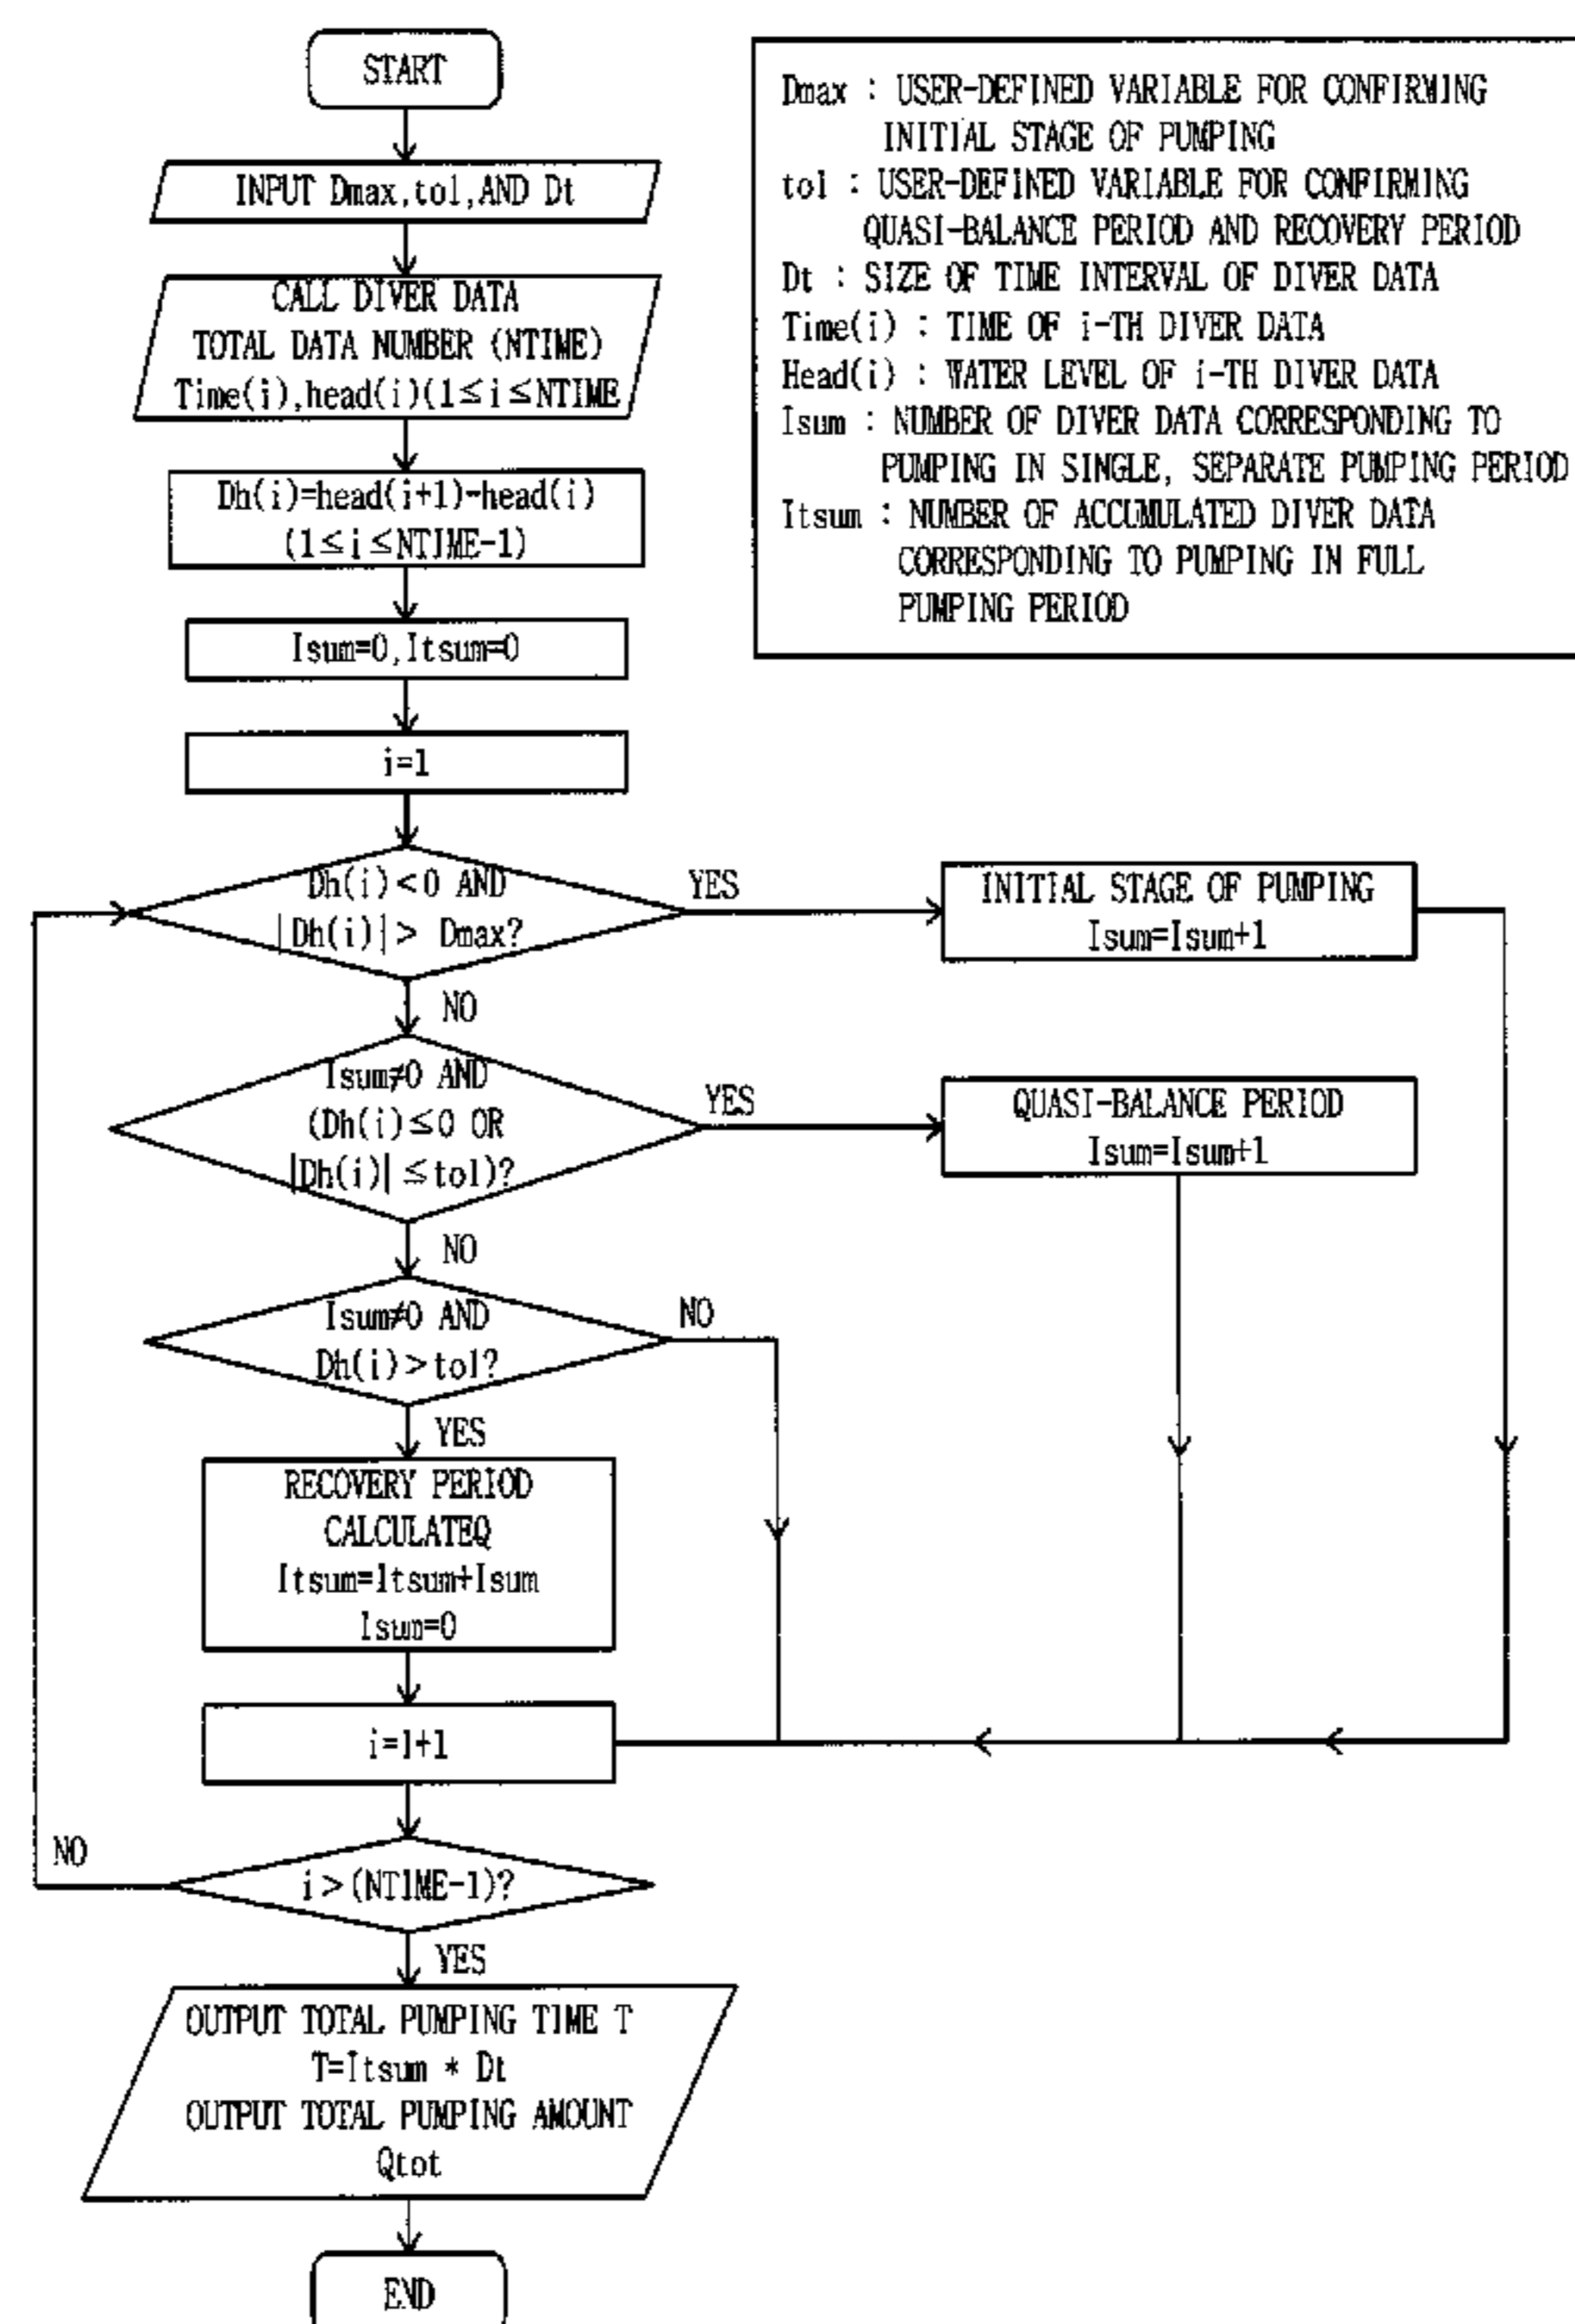 START
INPUT Dmax,tol,AND Dt
CALL DIVER DATA
TOTAL DATA NUMBER (NTIME)
Time(i),head(i)(1≤i≤NTIME
Dh(i)=head(i+1)-head(i)
(1≤i≤NTIME-1)
Isum=0,Itsum=0
i=1
Dmax : USER-DEFINED VARIABLE FOR CONFIRMING
INITIAL STAGE OF PUMPING
tol : USER-DEFINED VARIABLE FOR CONFIRMING
QUASI-BALANCE PERIOD AND RECOVERY PERIOD
Dt : SIZE OF TIME INTERVAL OF DIVER DATA
Time(i) : TIME OF i-TH DIVER DATA
Head(i) : WATER LEVEL OF i-TH DIVER DATA
Isum : NUMBER OF DIVER DATA CORRESPONDING TO
PUMPING IN SINGLE, SEPARATE PUMPING PERIOD
Itsum : NUMBER OF ACCUMULATED DIVER DATA
CORRESPONDING TO PUMPING IN FULL
PUMPING PERIOD
Dh(i)<0 AND
|Dh(i)|> Dmax?
YES
INITIAL STAGE OF PUMPING
Isum=Isum+1
NO
Isum≠0 AND
(Dh(i)≤0 OR
|Dh(i)|≤tol)?
YES
QUASI-BALANCE PERIOD
Isum=Isum+1
NO
Isum≠0 AND
Dh(i)>tol?
NO
YES
RECOVERY PERIOD
CALCULATEQ
Itsum=Itsum+Isum
Isum=0
i=1+1
NO
i>(NTIME-1)?
YES
OUTPUT TOTAL PUMPING TIME T
T=Itsum * Dt
OUTPUT TOTAL PUMPING AMOUNT
Qtot
END